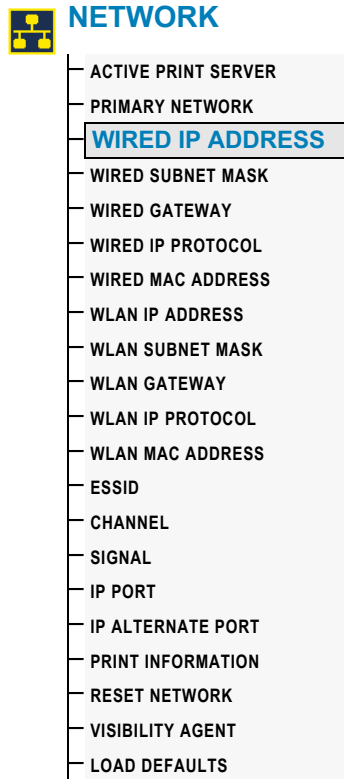 NETWORK
ACTIVE PRINT SERVER
PRIMARY NETWORK
WIRED IP ADDRESS
WIRED SUBNET MASK
WIRED GATEWAY
WIRED IP PROTOCOL
WIRED MAC ADDRESS
WLAN IP ADDRESS
WLAN SUBNET MASK
WLAN GATEWAY
WLAN IP PROTOCOL
WLAN MAC ADDRESS
ESSID
CHANNEL
SIGNAL
IP PORT
IP ALTERNATE PORT
PRINT INFORMATION
RESET NETWORK
VISIBILITY AGENT
LOAD DEFAULTS